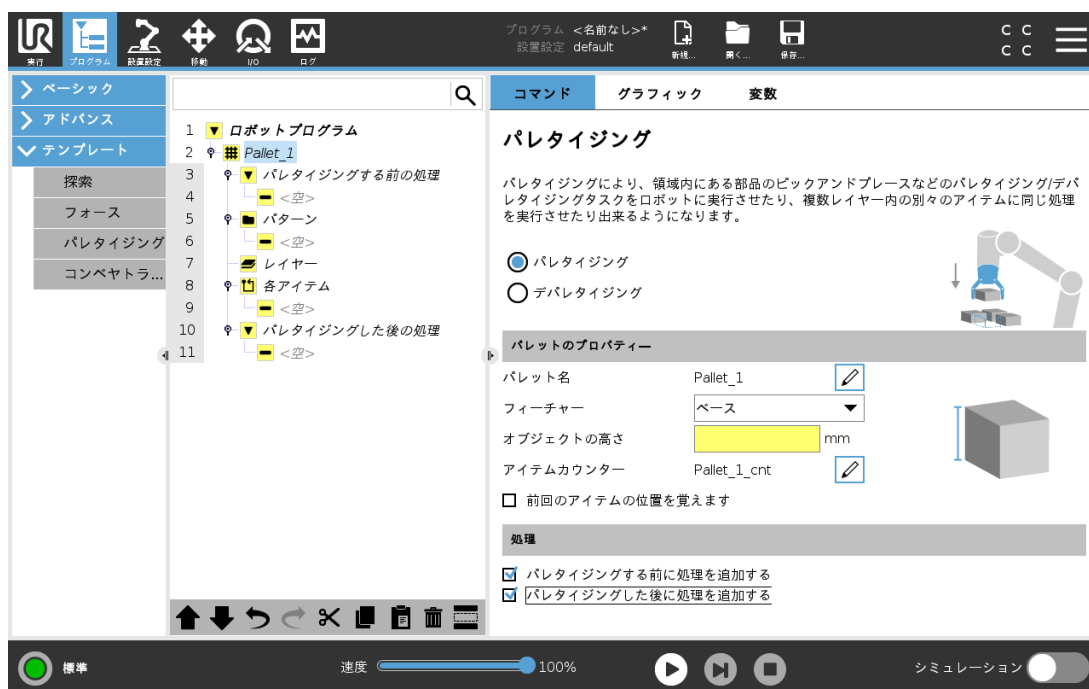 プログラム <名前なし>*
設置設定 default
C C
C C
実行 プログラム 設置設定 移動 I/O ログ 新規... 開く... 保存...
ベーシック
アドバンス
テンプレート
探索
フォース
パレタイジング
コンベヤトラ...
1 ロボットプログラム
2 Pallet_1
3 パレタイジングする前の処理
4 <空>
5 パターン
6 <空>
7 レイヤー
8 各アイテム
9 <空>
10 パレタイジングした後の処理
11 <空>
コマンド グラフィック 変数
パレタイジング
パレタイジングにより、領域内にある部品のピックアンドプレースなどのパレタイジング/デパ
レタイジングタスクをロボットに実行させたり、複数レイヤー内の別々のアイテムに同じ処理
を実行させたり出来るようになります。
パレタイジング
デパレタイジング
パレットのプロパティー
パレット名 Pallet_1
フィーチャー ベース
オブジェクトの高さ mm
アイテムカウンター Pallet_1_cnt
前回のアイテムの位置を覚えます
処理
パレタイジングする前に処理を追加する
パレタイジングした後に処理を追加する
標準 速度 100% シミュレーション